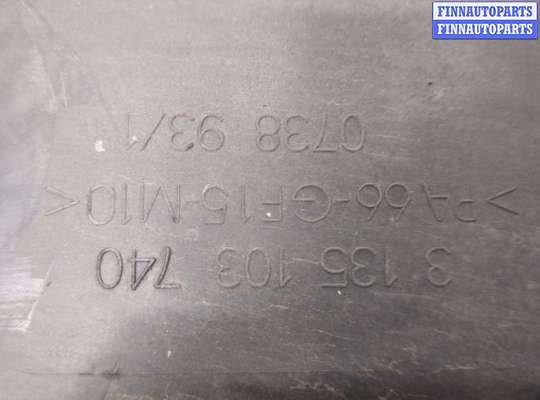 FINNAUTOPARTS
FINNAUTOPARTS
3 135 103 740
>PA66-GF15-M10<
0738 93/1